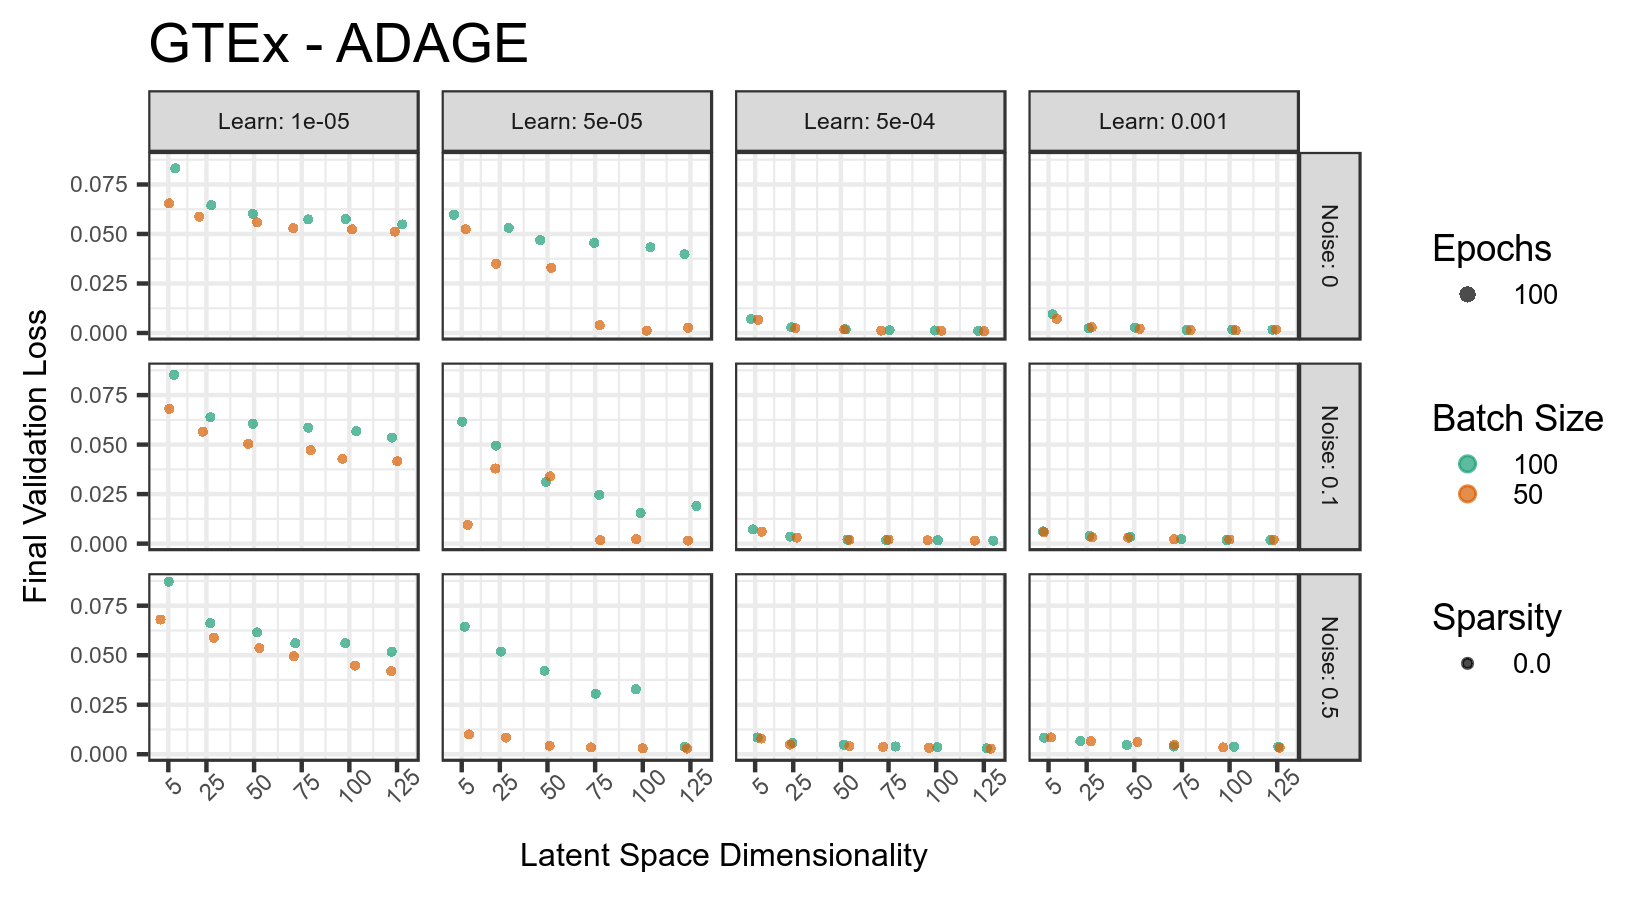 GTEx - ADAGE
Learn: 1e-05
Learn: 5e-05
Learn: 5e-04
Learn: 0.001
Final Validation Loss
0.075
0.050
0.025
0.000
Noise: 0
0.075
0.050
0.025
0.000
Noise: 0.1
0.075
0.050
0.025
0.000
Noise: 0.5
5 25 50 75 100 125
5 25 50 75 100 125
5 25 50 75 100 125
5 25 50 75 100 125
Latent Space Dimensionality
Epochs
100
Batch Size
100
50
Sparsity
0.0